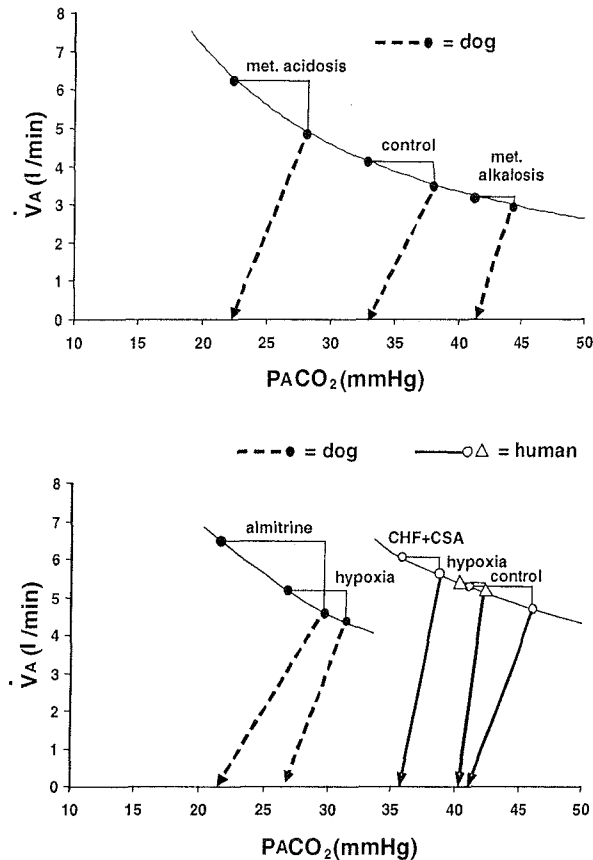 8
= dog
7
met. acidosis
6
5
control
4
met.
alkalosis
3
2
1
0
V̇A (l /min)
10 15 20 25 30 35 40 45 50
PACO₂(mmHg)
= dog = human
8
7
almitrine
CHF+CSA
6
hypoxia
hypoxia
control
5
4
3
2
1
0
V̇A (l /min)
10 15 20 25 30 35 40 45 50
PACO₂(mmHg)